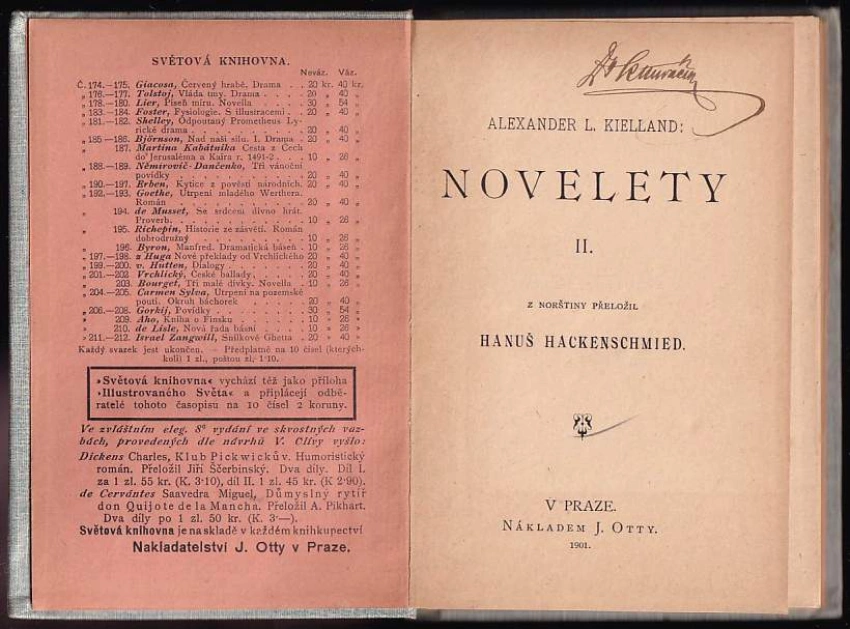 SVĚTOVÁ KNIHOVNA.
Neváz. Váz.
Č. 174.—175. Giacosa, Červený hrabě. Drama . . 20 kr. 40 kr.
„ 176.—177. Tolstoj, Vláda tmy. Drama . . . . 20 „ 40 „
„ 178.—180. Lier, Píseň míru. Novella . . . . 30 „ 54 „
„ 183.—184. Foster, Fysiologie. S illustracemi . . 20 „ 40 „
„ 181.—182. Shelley, Odpoutaný Prometheus Ly-
rické drama . . . . . . . . . . 20 „ 40 „
„ 185—186. Björnson, Nad naši sílu. I. Drama . . 20 „ 40 „
„ 187. Martina Kabátníka Cesta z Čech
do Jerusaléma a Kaira r. 1491-2 . . . 10 „ 26 „
„ 188.—189. Němirovič-Dančenko, Tři vánoční
povídky . . . . . . . . . . 20 „ 40 „
„ 190.—197. Erben, Kytice z pověstí národních. 20 „ 40 „
„ 192.—193. Goethe, Utrpení mladého Werthera.
Román . . . . . . . . . . 20 „ 40 „
„ 194. de Musset, Se srdcem divno hrát.
Proverb. . . . . . . . . . 10 „ 26 „
„ 195. Richepin, Historie ze zásvětí. Román
dobrodružný . . . . . . . . 10 „ 26 „
„ 196. Byron, Manfred. Dramatická báseň . 10 „ 26 „
„ 197.—198. z Huga Nové překlady od Vrchlického 20 „ 40 „
„ 199.—200. v. Hutten, Dialogy . . . . . . 20 „ 40 „
„ 201.—202 Vrchlický, České ballady, . . . . 20 „ 40 „
„ 203. Bourget, Tři malé dívky. Novella . . 10 „ 26 „
„ 204.—205. Carmen Sylva, Utrpení na pozemské
pouti. Okruh báchorek . . . . . 20 „ 40 „
„ 206.—208. Gorkij, Povídky . . . . . . . 30 „ 54 „
„ 209. Aho, Kniha o Finsku . . . . . . 10 „ 26 „
„ 210. de Lisle, Nová řada básní . . . . 10 „ 26 „
„ 211.—212. Israel Zangwill, Snílkové Ghetta . 20 „ 40 „
Každý svazek jest ukončen. — Předplatné na 10 čísel (kterých-
koli) 1 zl., poštou zl. 1·10.
»Světová knihovna« vychází též jako příloha
»Illustrovaného Světa« a připlácejí odbě-
ratelé tohoto časopisu na 10 čísel 2 koruny.
Ve zvláštním eleg. 8° vydání ve skvostných vaz-
bách, provedených dle návrhů V. Clívy vyšlo:
Dickens Charles, Klub Pickwickův. Humoristický
román. Přeložil Jiří Ščerbinský. Dva díly. Díl I.
za 1 zl. 55 kr. (K. 3·10), díl II. 1 zl. 45 kr. (K 2·90).
de Cervantes Saavedra Miguel, Důmyslný rytíř
don Quijote de la Mancha. Přeložil A. Pikhart.
Dva díly po 1 zl. 50 kr. (K. 3·—).
Světová knihovna je na skladě v každém knihkupectví
Nakladatelství J. Otty v Praze.
ALEXANDER L. KIELLAND:
NOVELETY
II.
Z NORŠTINY PŘELOŽIL
HANUŠ HACKENSCHMIED.
V PRAZE.
NÁKLADEM J. OTTY.
1901.